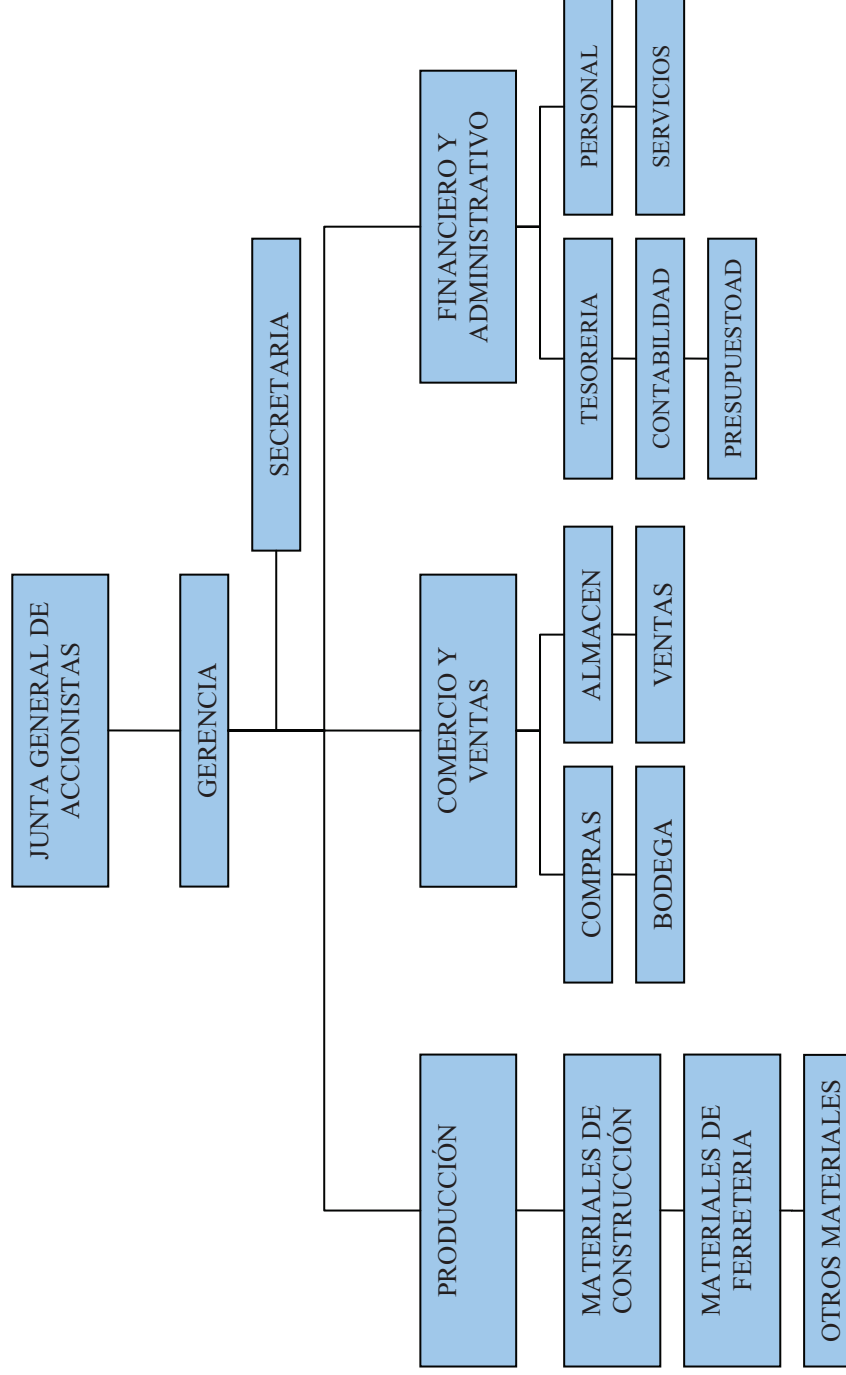 JUNTA GENERAL DE
ACCIONISTAS
GERENCIA
SECRETARIA
PRODUCCIÓN
COMERCIO Y
VENTAS
FINANCIERO Y
ADMINISTRATIVO
MATERIALES DE
CONSTRUCCIÓN
MATERIALES DE
FERRETERIA
OTROS MATERIALES
COMPRAS
BODEGA
ALMACEN
VENTAS
TESORERIA
CONTABILIDAD
PRESUPUESTOAD
PERSONAL
SERVICIOS